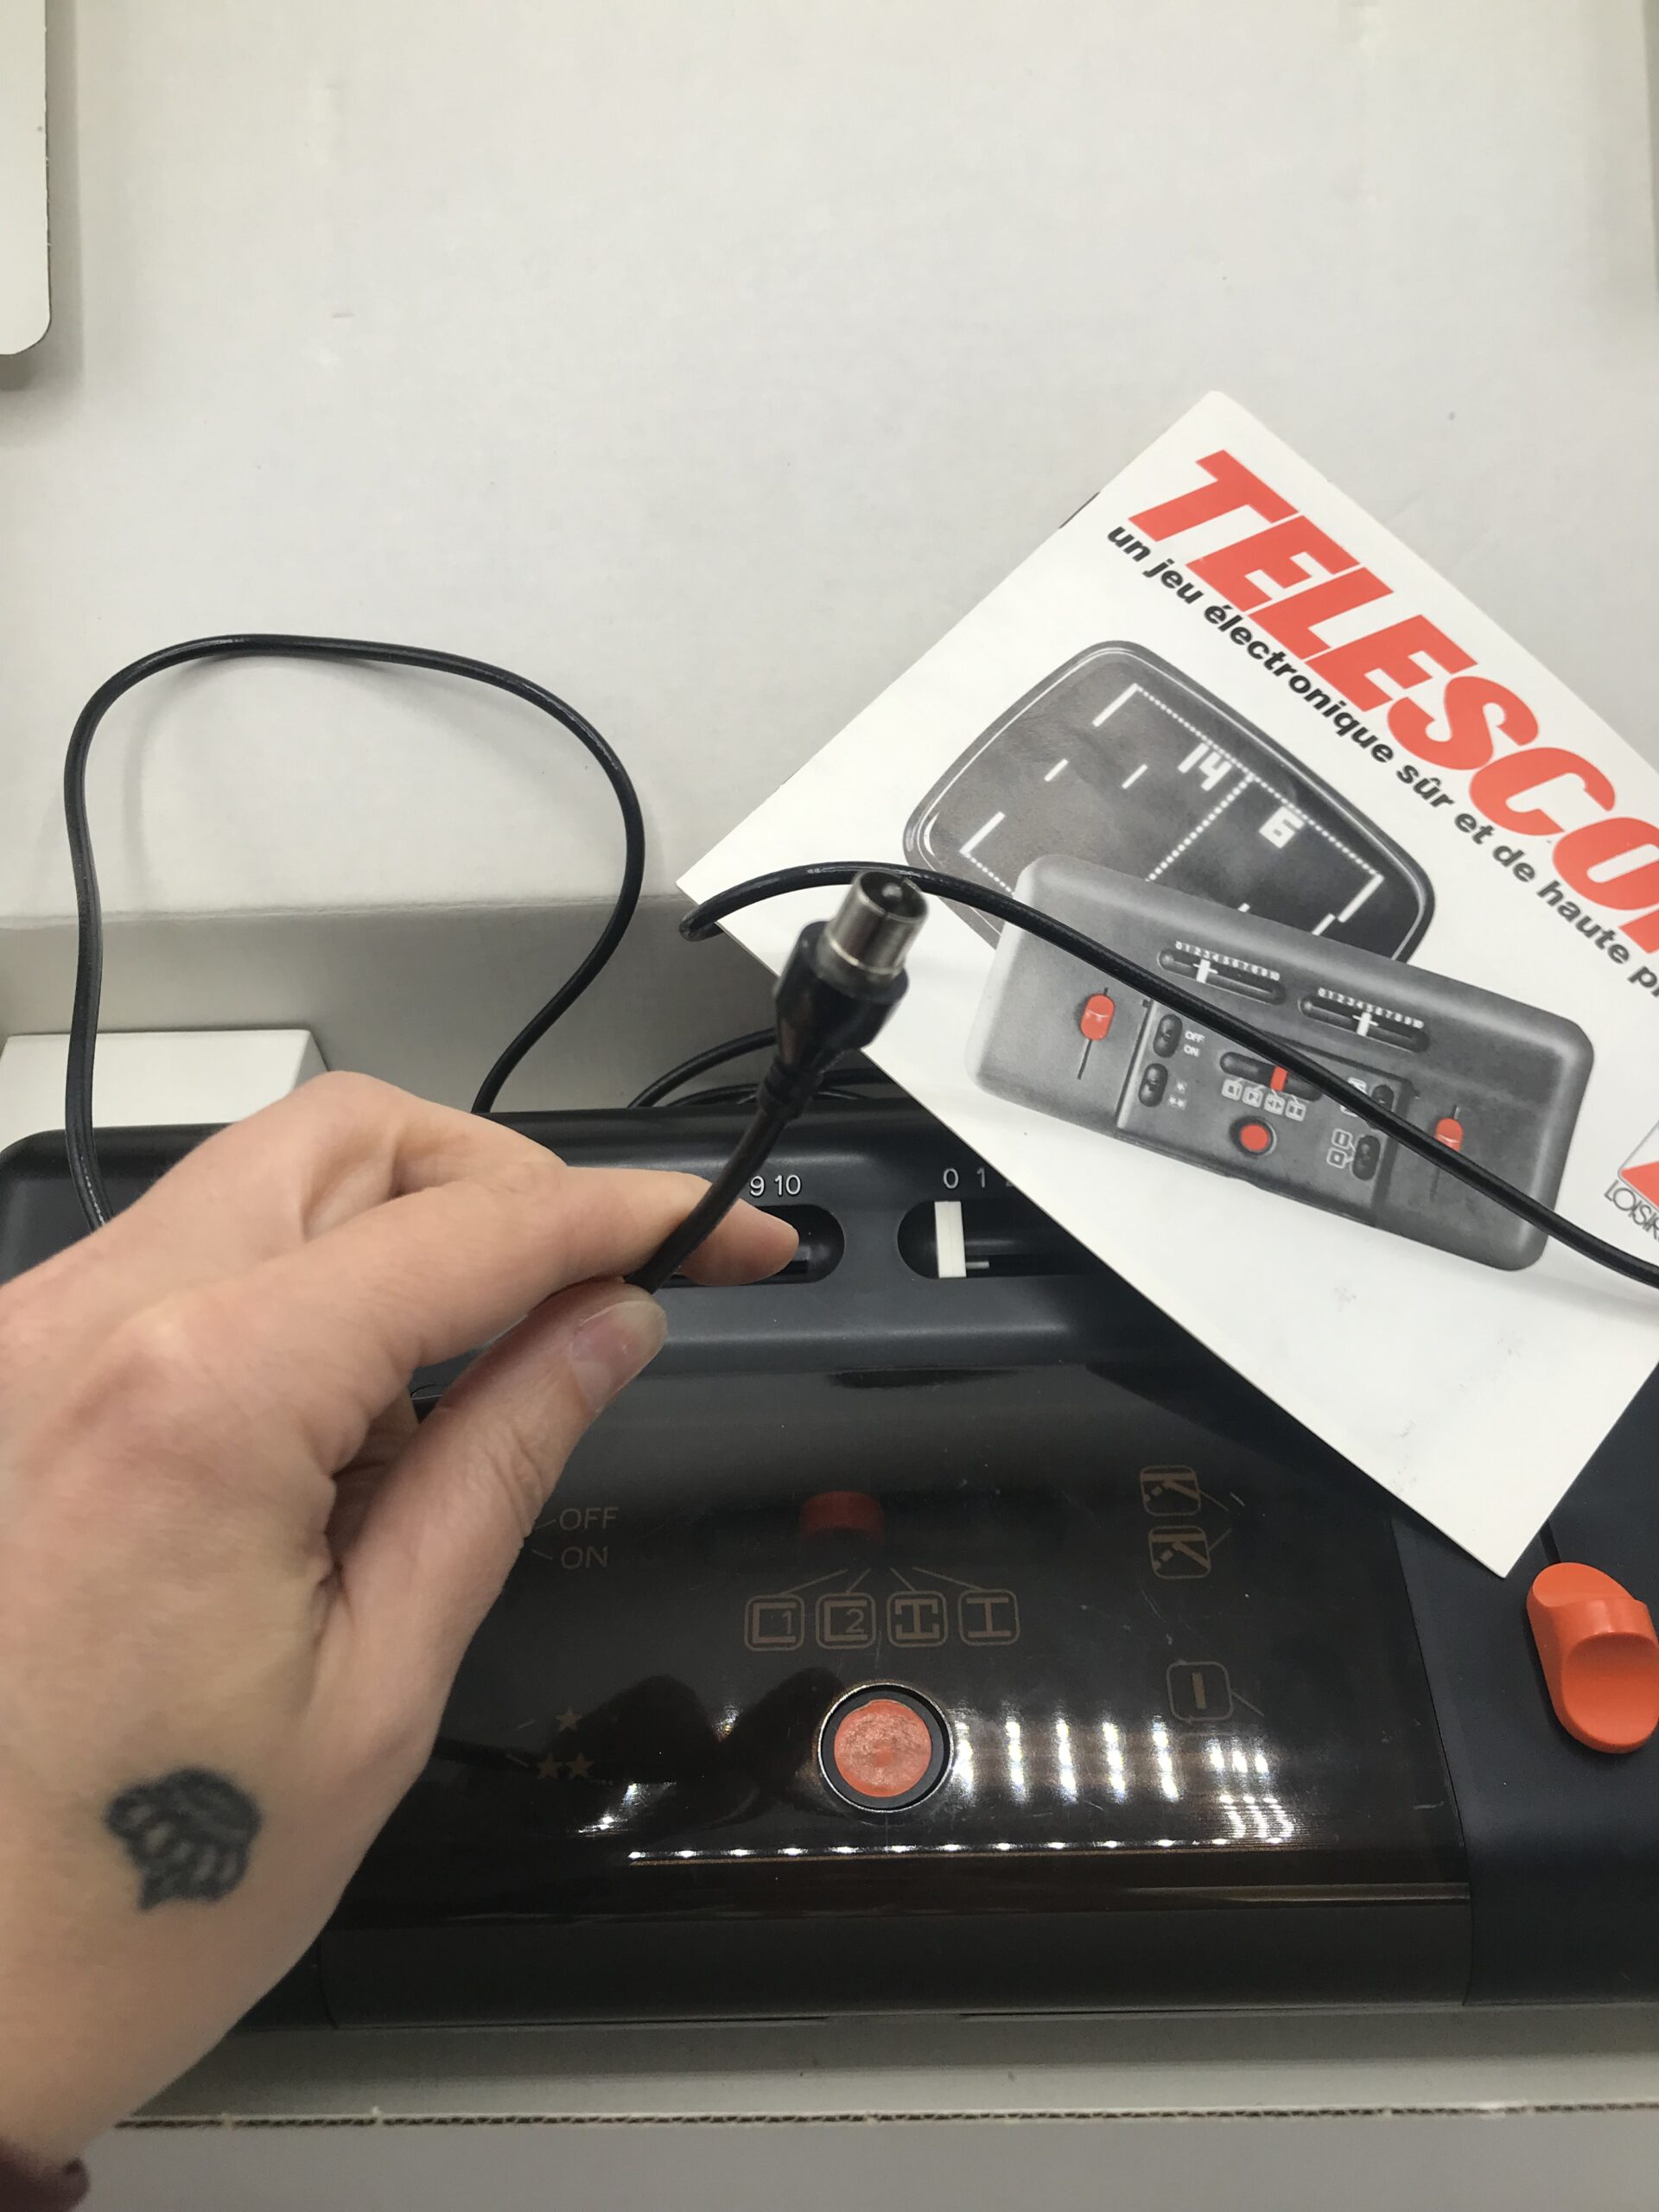 TELESCO
un jeu électronique sûr et de haute p
14 6
OFF
ON
LOISIR
9 10
0 1
OFF
ON
1 2